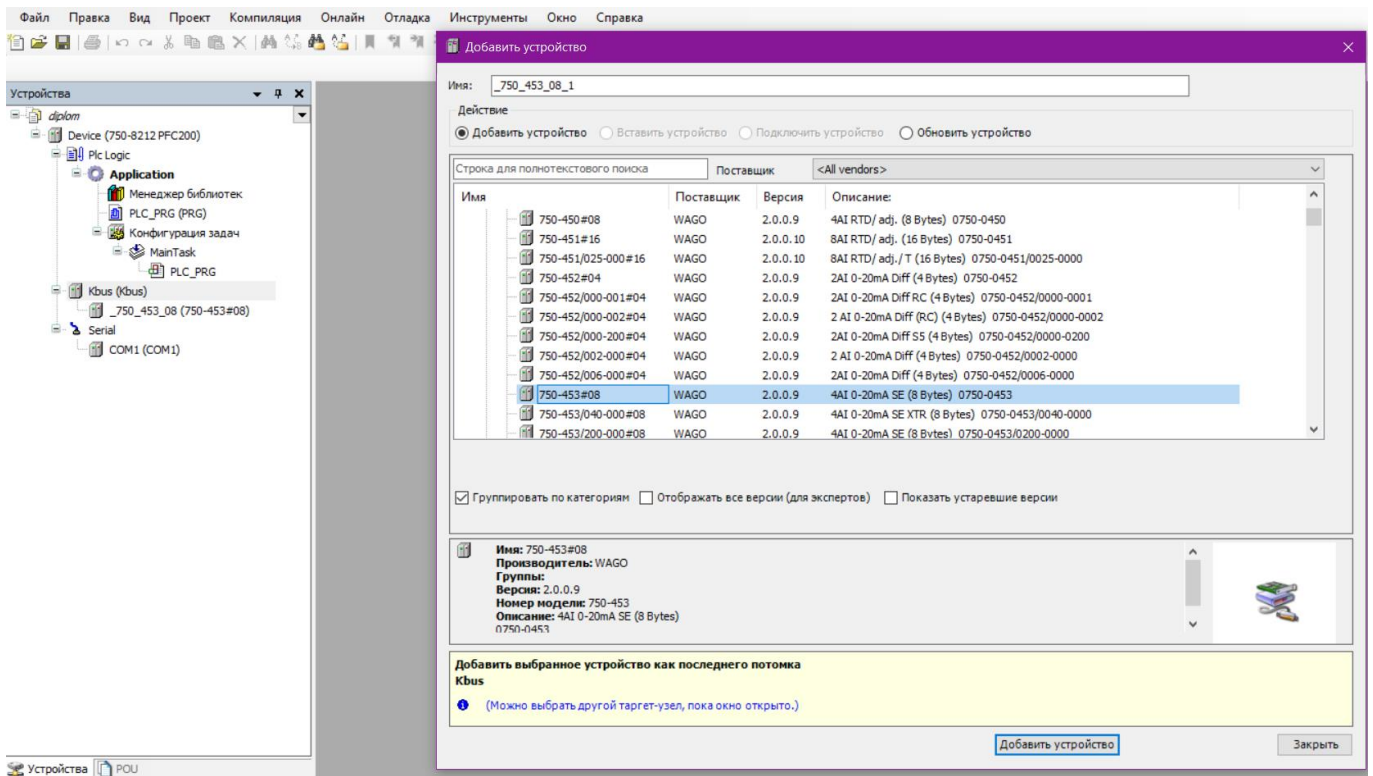 Файл Правка Вид Проект Компиляция Онлайн Отладка Инструменты Окно Справка
Добавить устройство
Устройства
diplom
Device (750-8212 PFC200)
Plc Logic
Application
Менеджер библиотек
PLC_PRG (PRG)
Конфигурация задач
MainTask
PLC_PRG
Kbus (Kbus)
_750_453_08 (750-453#08)
Serial
COM1 (COM1)
Устройства POU
Имя: _750_453_08_1
Действие
Добавить устройство Вставить устройство Подключить устройство Обновить устройство
Строка для полнотекстового поиска Поставщик <All vendors>
Имя Поставщик Версия Описание:
750-450#08 WAGO 2.0.0.9 4AI RTD/ adj. (8 Bytes) 0750-0450
750-451#16 WAGO 2.0.0.10 8AI RTD/ adj. (16 Bytes) 0750-0451
750-451/025-000#16 WAGO 2.0.0.10 8AI RTD/ adj./ T (16 Bytes) 0750-0451/0025-0000
750-452#04 WAGO 2.0.0.9 2AI 0-20mA Diff (4 Bytes) 0750-0452
750-452/000-001#04 WAGO 2.0.0.9 2AI 0-20mA Diff RC (4 Bytes) 0750-0452/0000-0001
750-452/000-002#04 WAGO 2.0.0.9 2 AI 0-20mA Diff (RC) (4 Bytes) 0750-0452/0000-0002
750-452/000-200#04 WAGO 2.0.0.9 2AI 0-20mA Diff S5 (4 Bytes) 0750-0452/0000-0200
750-452/002-000#04 WAGO 2.0.0.9 2 AI 0-20mA Diff (4 Bytes) 0750-0452/0002-0000
750-452/006-000#04 WAGO 2.0.0.9 2AI 0-20mA Diff (4 Bytes) 0750-0452/0006-0000
750-453#08 WAGO 2.0.0.9 4AI 0-20mA SE (8 Bytes) 0750-0453
750-453/040-000#08 WAGO 2.0.0.9 4AI 0-20mA SE XTR (8 Bytes) 0750-0453/0040-0000
750-453/200-000#08 WAGO 2.0.0.9 4AI 0-20mA SE (8 Bytes) 0750-0453/0200-0000
Группировать по категориям Отображать все версии (для экспертов) Показать устаревшие версии
Имя: 750-453#08
Производитель: WAGO
Группы:
Версия: 2.0.0.9
Номер модели: 750-453
Описание: 4AI 0-20mA SE (8 Bytes)
0750-0453
Добавить выбранное устройство как последнего потомка
Kbus
(Можно выбрать другой таргет-узел, пока окно открыто.)
Добавить устройство Закрыть